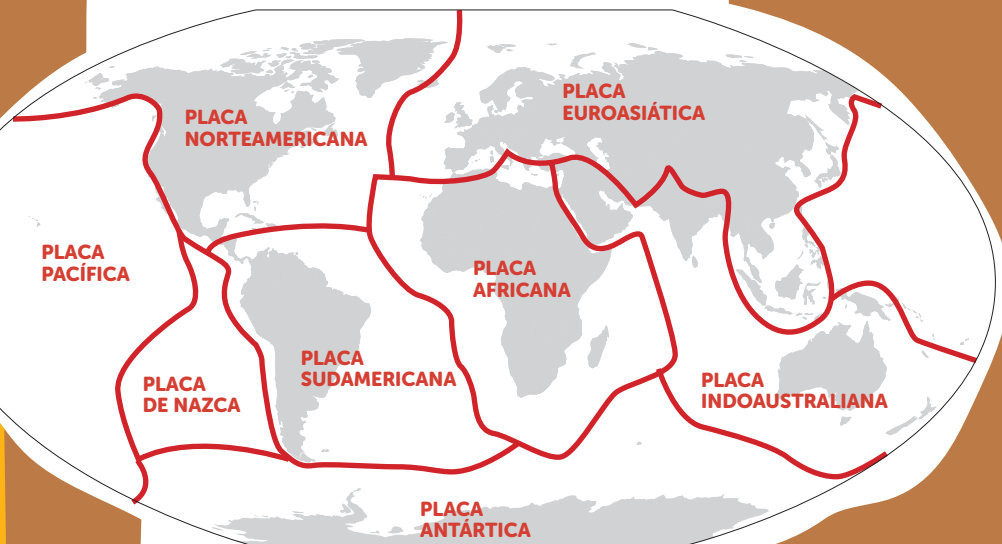 PLACA
NORTEAMERICANA
PLACA
EUROASIÁTICA
PLACA
PACÍFICA
PLACA
AFRICANA
PLACA
SUDAMERICANA
PLACA
DE NAZCA
PLACA
INDOAUSTRALIANA
PLACA
ANTÁRTICA